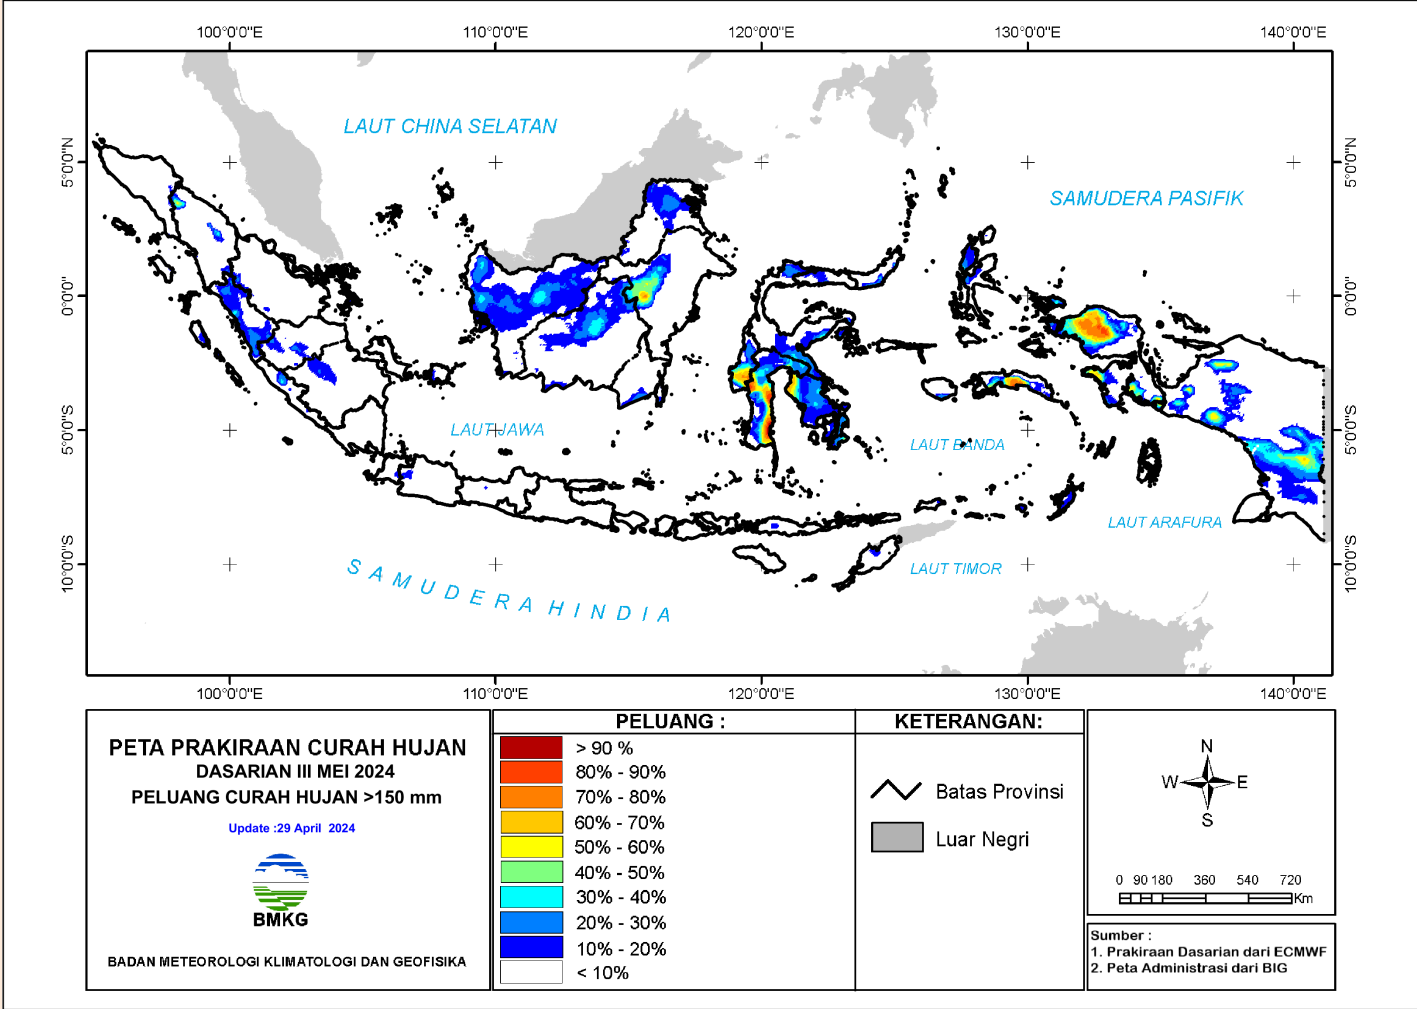 100°0'0"E 110°0'0"E 120°0'0"E 130°0'0"E 140°0'0"E
LAUT CHINA SELATAN
5°0'0"N 5°0'0"N
SAMUDERA PASIFIK
0°0'0" 0°0'0"
5°0'0"S 5°0'0"S
LAUT JAWA
LAUT BANDA
LAUT ARAFURA
10°0'0"S 10°0'0"S
LAUT TIMOR
SAMUDERA HINDIA
100°0'0"E 110°0'0"E 120°0'0"E 130°0'0"E 140°0'0"E
PETA PRAKIRAAN CURAH HUJAN
DASARIAN III MEI 2024
PELUANG CURAH HUJAN >150 mm
Update :29 April 2024
BMKG
BADAN METEOROLOGI KLIMATOLOGI DAN GEOFISIKA
PELUANG :
> 90 %
80% - 90%
70% - 80%
60% - 70%
50% - 60%
40% - 50%
30% - 40%
20% - 30%
10% - 20%
< 10%
KETERANGAN:
Batas Provinsi
Luar Negri
N
W E
S
0 90 180 360 540 720
Km
Sumber :
1. Prakiraan Dasarian dari ECMWF
2. Peta Administrasi dari BIG